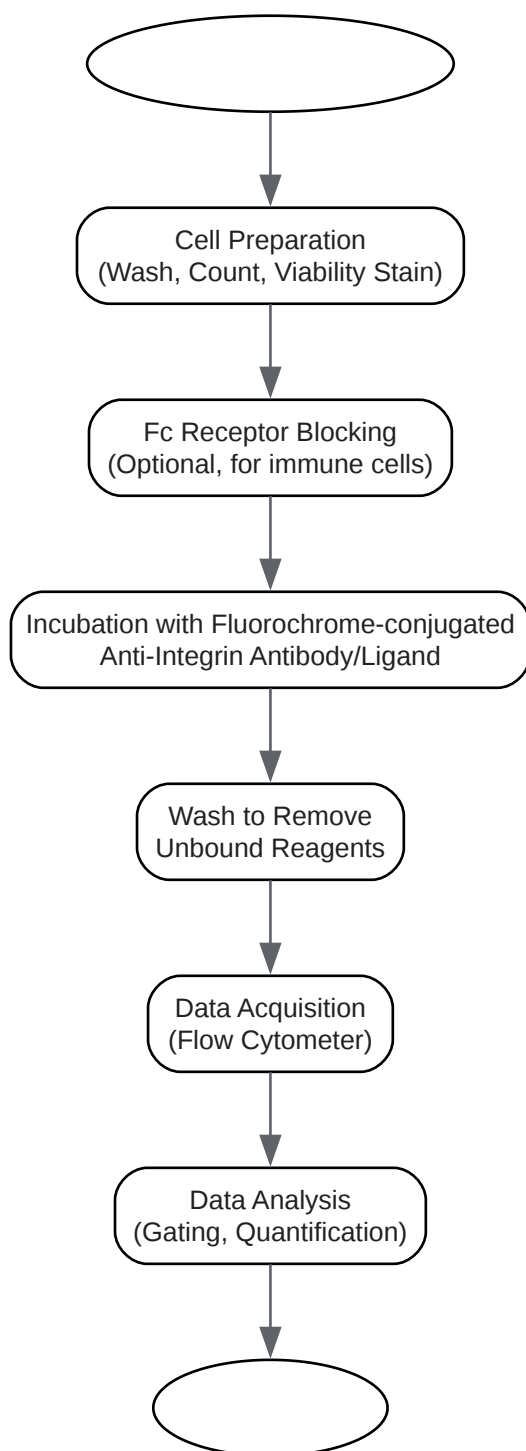 Cell Preparation
(Wash, Count, Viability Stain)
Fc Receptor Blocking
(Optional, for immune cells)
Incubation with Fluorochrome-conjugated
Anti-Integrin Antibody/Ligand
Wash to Remove
Unbound Reagents
Data Acquisition
(Flow Cytometer)
Data Analysis
(Gating, Quantification)